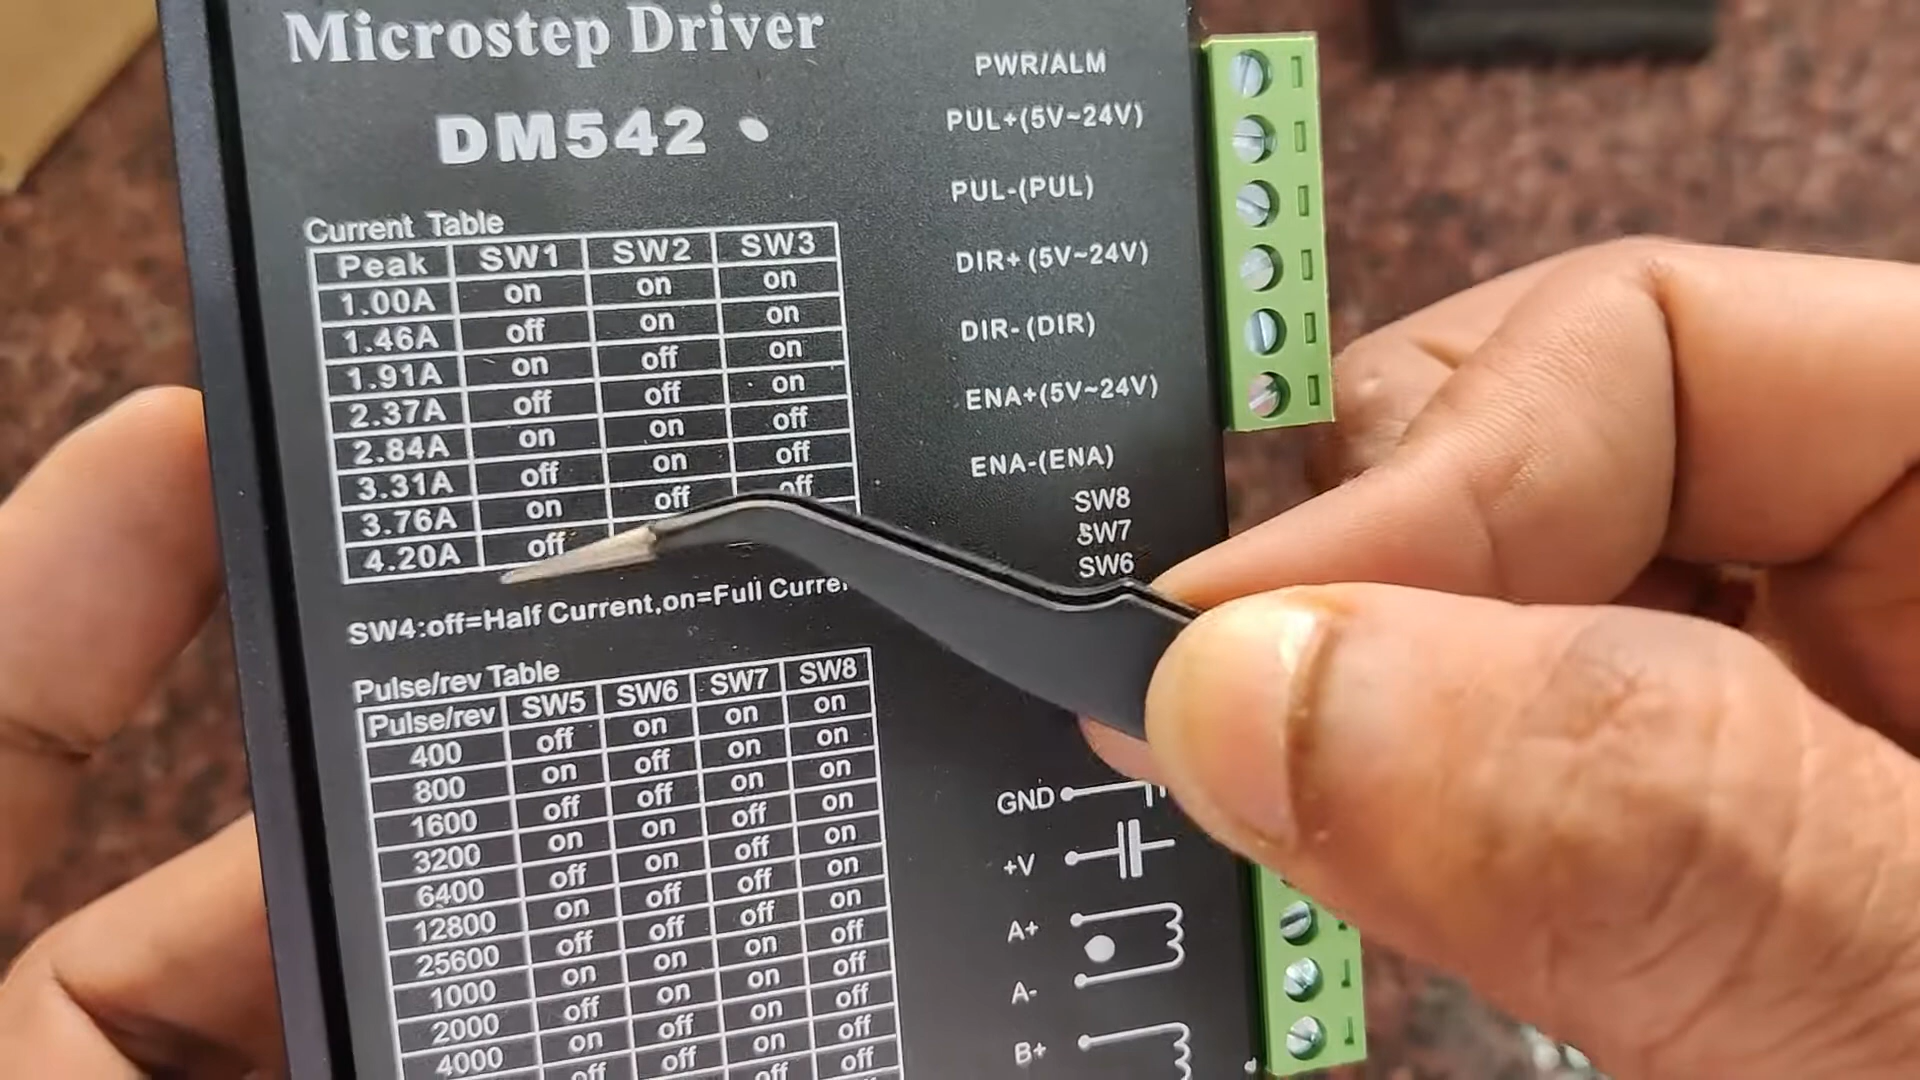 Microstep Driver
DM542
PWR/ALM
PUL+(5V~24V)
PUL-(PUL)
DIR+(5V~24V)
DIR-(DIR)
ENA+(5V~24V)
ENA-(ENA)
SW8
SW7
SW6
Current Table
Peak SW1 SW2 SW3
1.00A on on on
1.46A off on on
1.91A on off on
2.37A off off on
2.84A on on off
3.31A off on off
3.76A on off off
4.20A off
SW4:off=Half Current,on=Full
Pulse/rev Table
Pulse/rev SW5 SW6 SW7 SW8
400 off on on on
800 on off on on
1600 off off on on
3200 on on off on
6400 off on off on
12800 on off off on
25600 off off off on
1000 on on on off
2000 off on on off
4000 on off on off
off off on off
off
GND
+V
A+
A-
B+